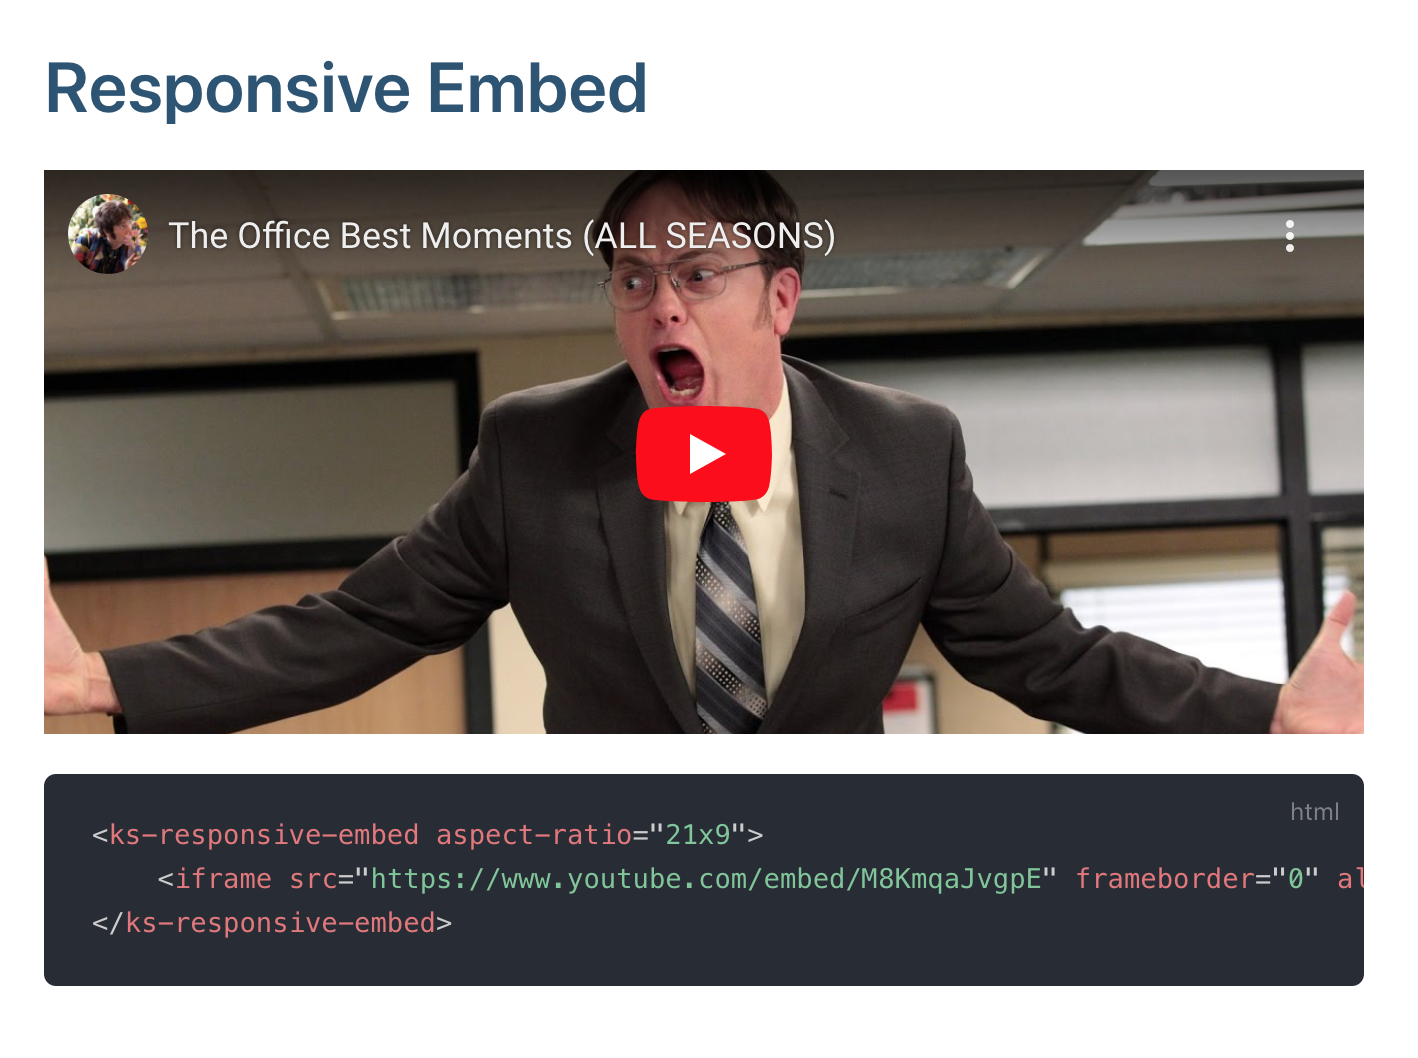 Responsive Embed
The Office Best Moments (ALL SEASONS)
html
<ks-responsive-embed aspect-ratio="21x9">
    <iframe src="https://www.youtube.com/embed/M8KmqaJvgpE" frameborder="0" al
</ks-responsive-embed>